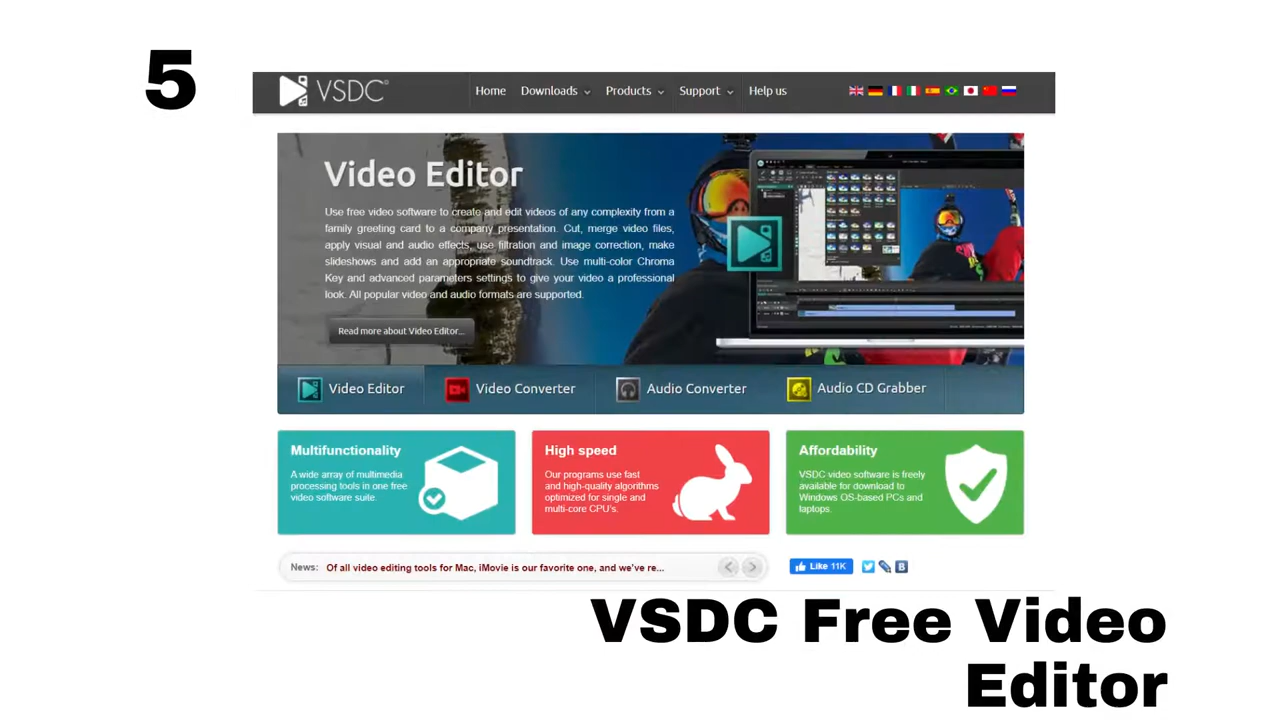 5
VSDC
Home Downloads Products Support Help us
Video Editor
Use free video software to create and edit videos of any complexity from a
family greeting card to a company presentation. Cut, merge video files,
apply visual and audio effects, use filtration and image correction, make
slideshows and add an appropriate soundtrack. Use multi-color Chroma
Key and advanced parameters settings to give your video a professional
look. All popular video and audio formats are supported.
Read more about Video Editor...
Video Editor Video Converter Audio Converter Audio CD Grabber
Multifunctionality
A wide array of multimedia
processing tools in one free
video software suite.
High speed
Our programs use fast
and high-quality algorithms
optimized for single and
multi-core CPU's.
Affordability
VSDC video software is freely
available for download to
Windows OS-based PCs and
laptops.
News: Of all video editing tools for Mac, iMovie is our favorite one, and we've re...
Like 11K
VSDC Free Video
Editor